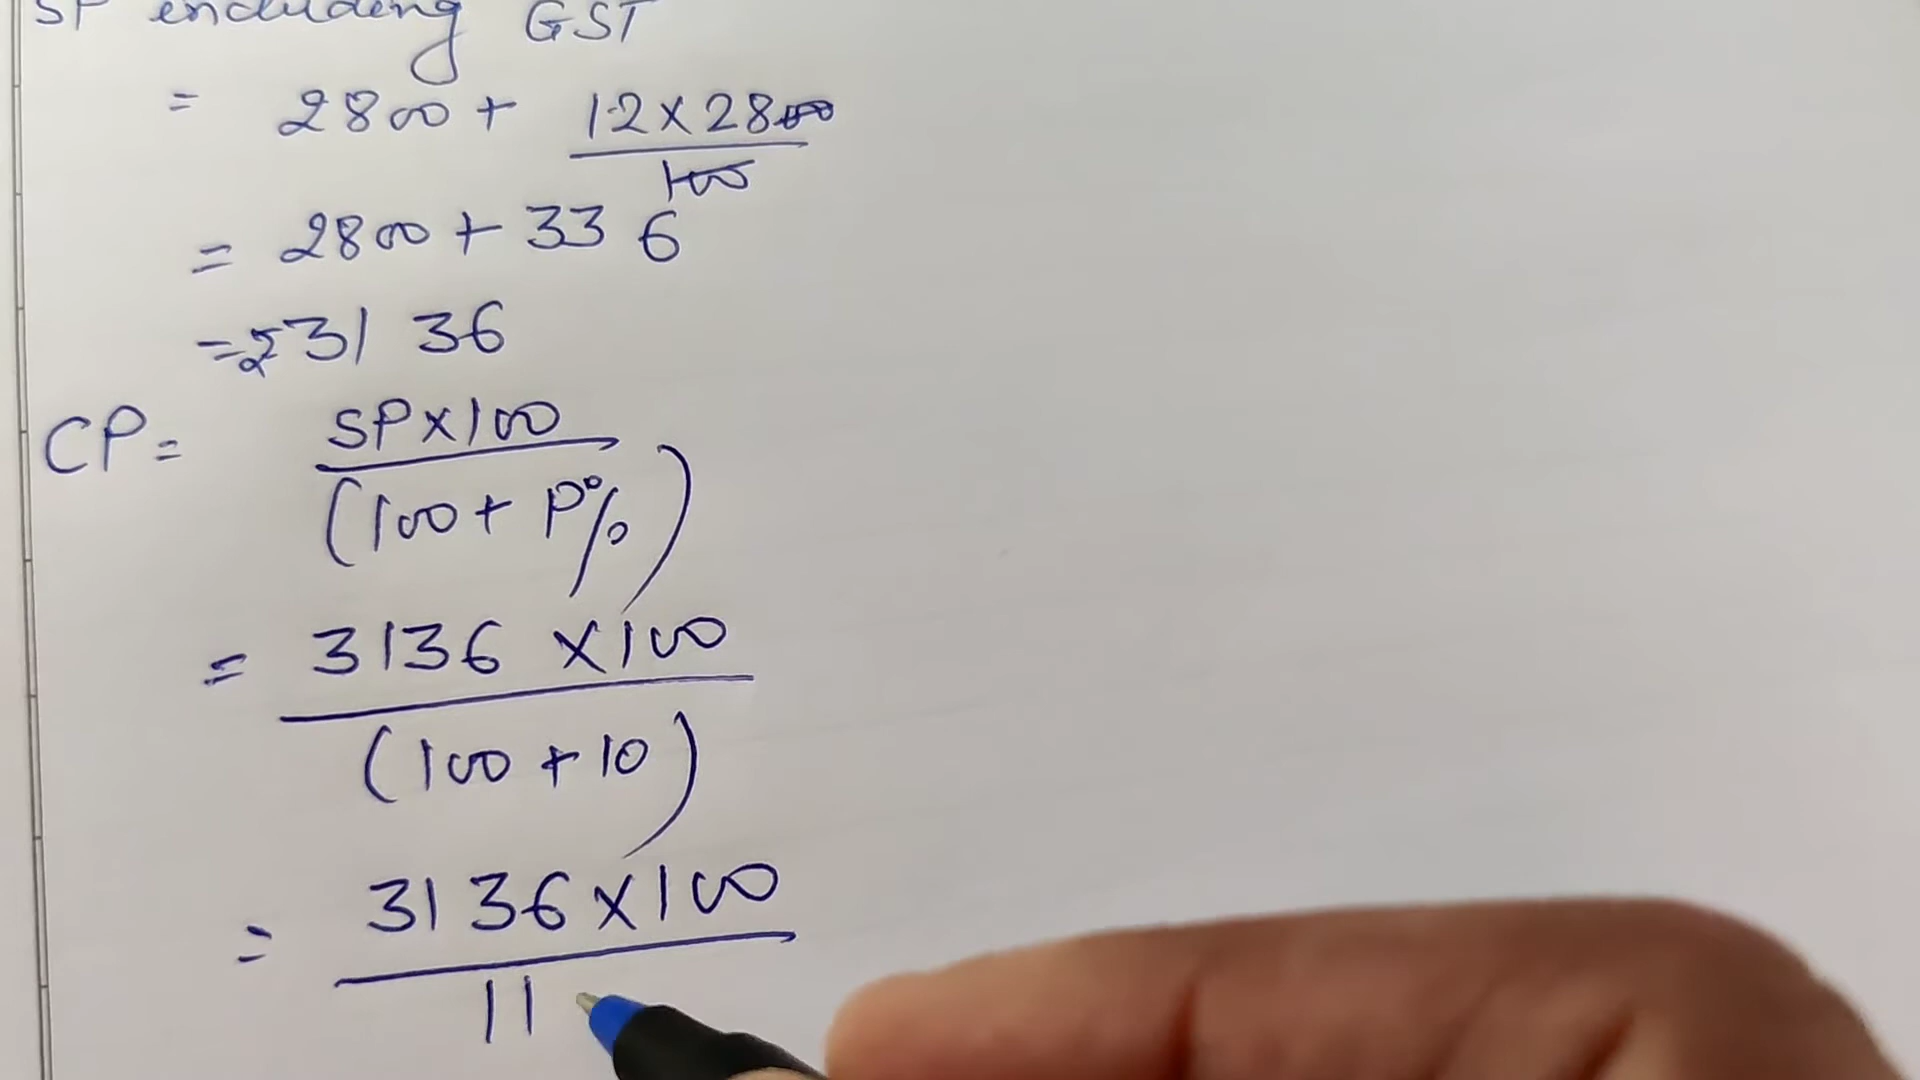 SP including GST
= 2800 + 12 × 2800 / 100
= 2800 + 336
= ₹3136
CP = SP×100 / (100 + P%)
= 3136 ×100 / (100 + 10)
= 3136×100 / 11